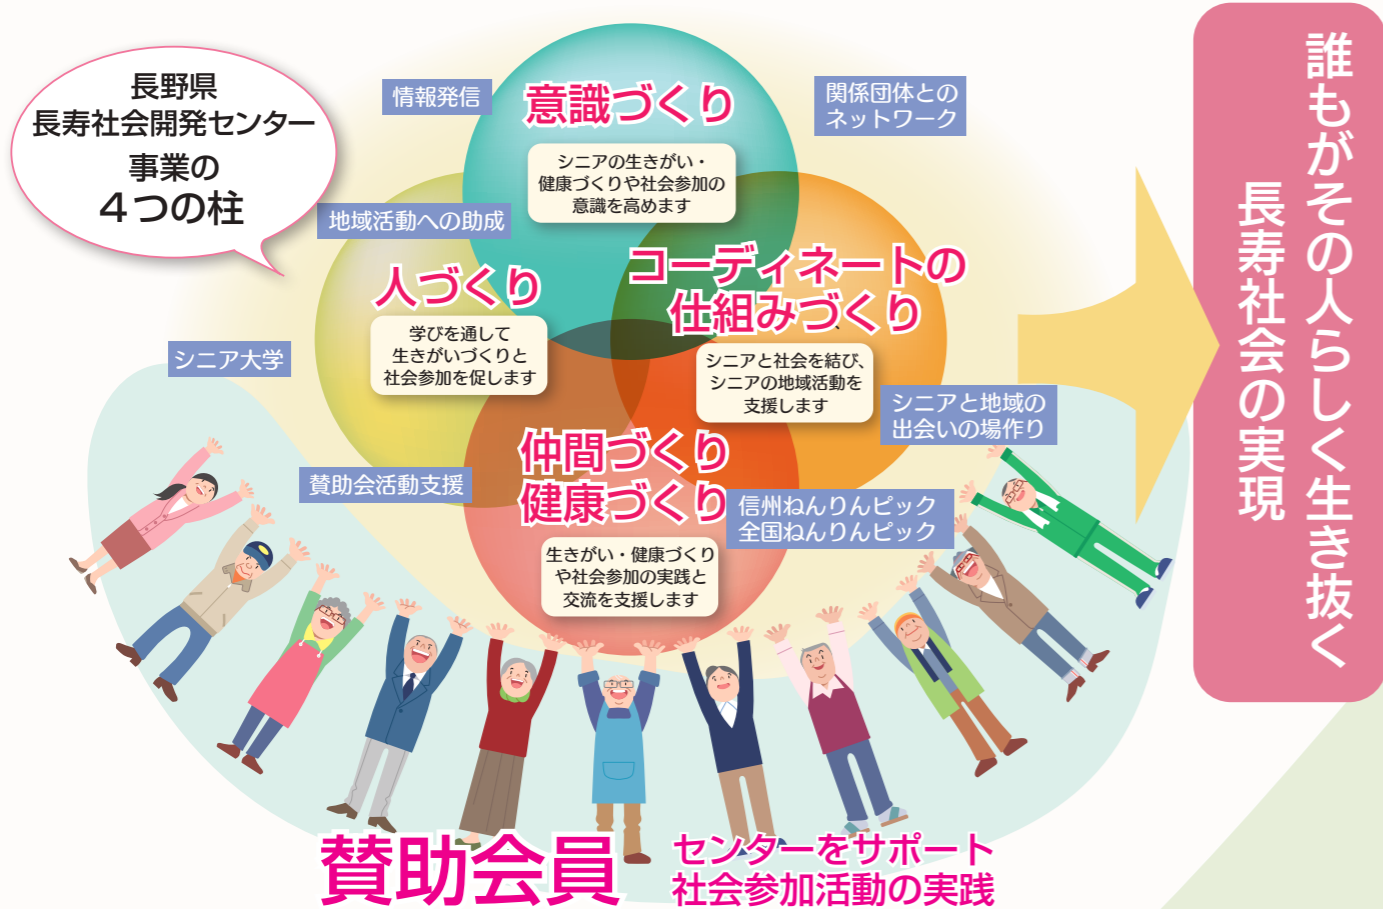 長野県
長寿社会開発センター
事業の
4つの柱
情報発信
意識づくり
シニアの生きがい・
健康づくりや社会参加の
意識を高めます
関係団体との
ネットワーク
地域活動への助成
人づくり
学びを通して
生きがいづくりと
社会参加を促します
コーディネートの
仕組みづくり
シニアと社会を結び、
シニアの地域活動を
支援します
シニア大学
シニアと地域の
出会いの場作り
賛助会活動支援
仲間づくり
健康づくり
生きがい・健康づくり
や社会参加の実践と
交流を支援します
信州ねんりんピック
全国ねんりんピック
誰もがその人らしく生き抜く
長寿社会の実現
賛助会員
センターをサポート
社会参加活動の実践